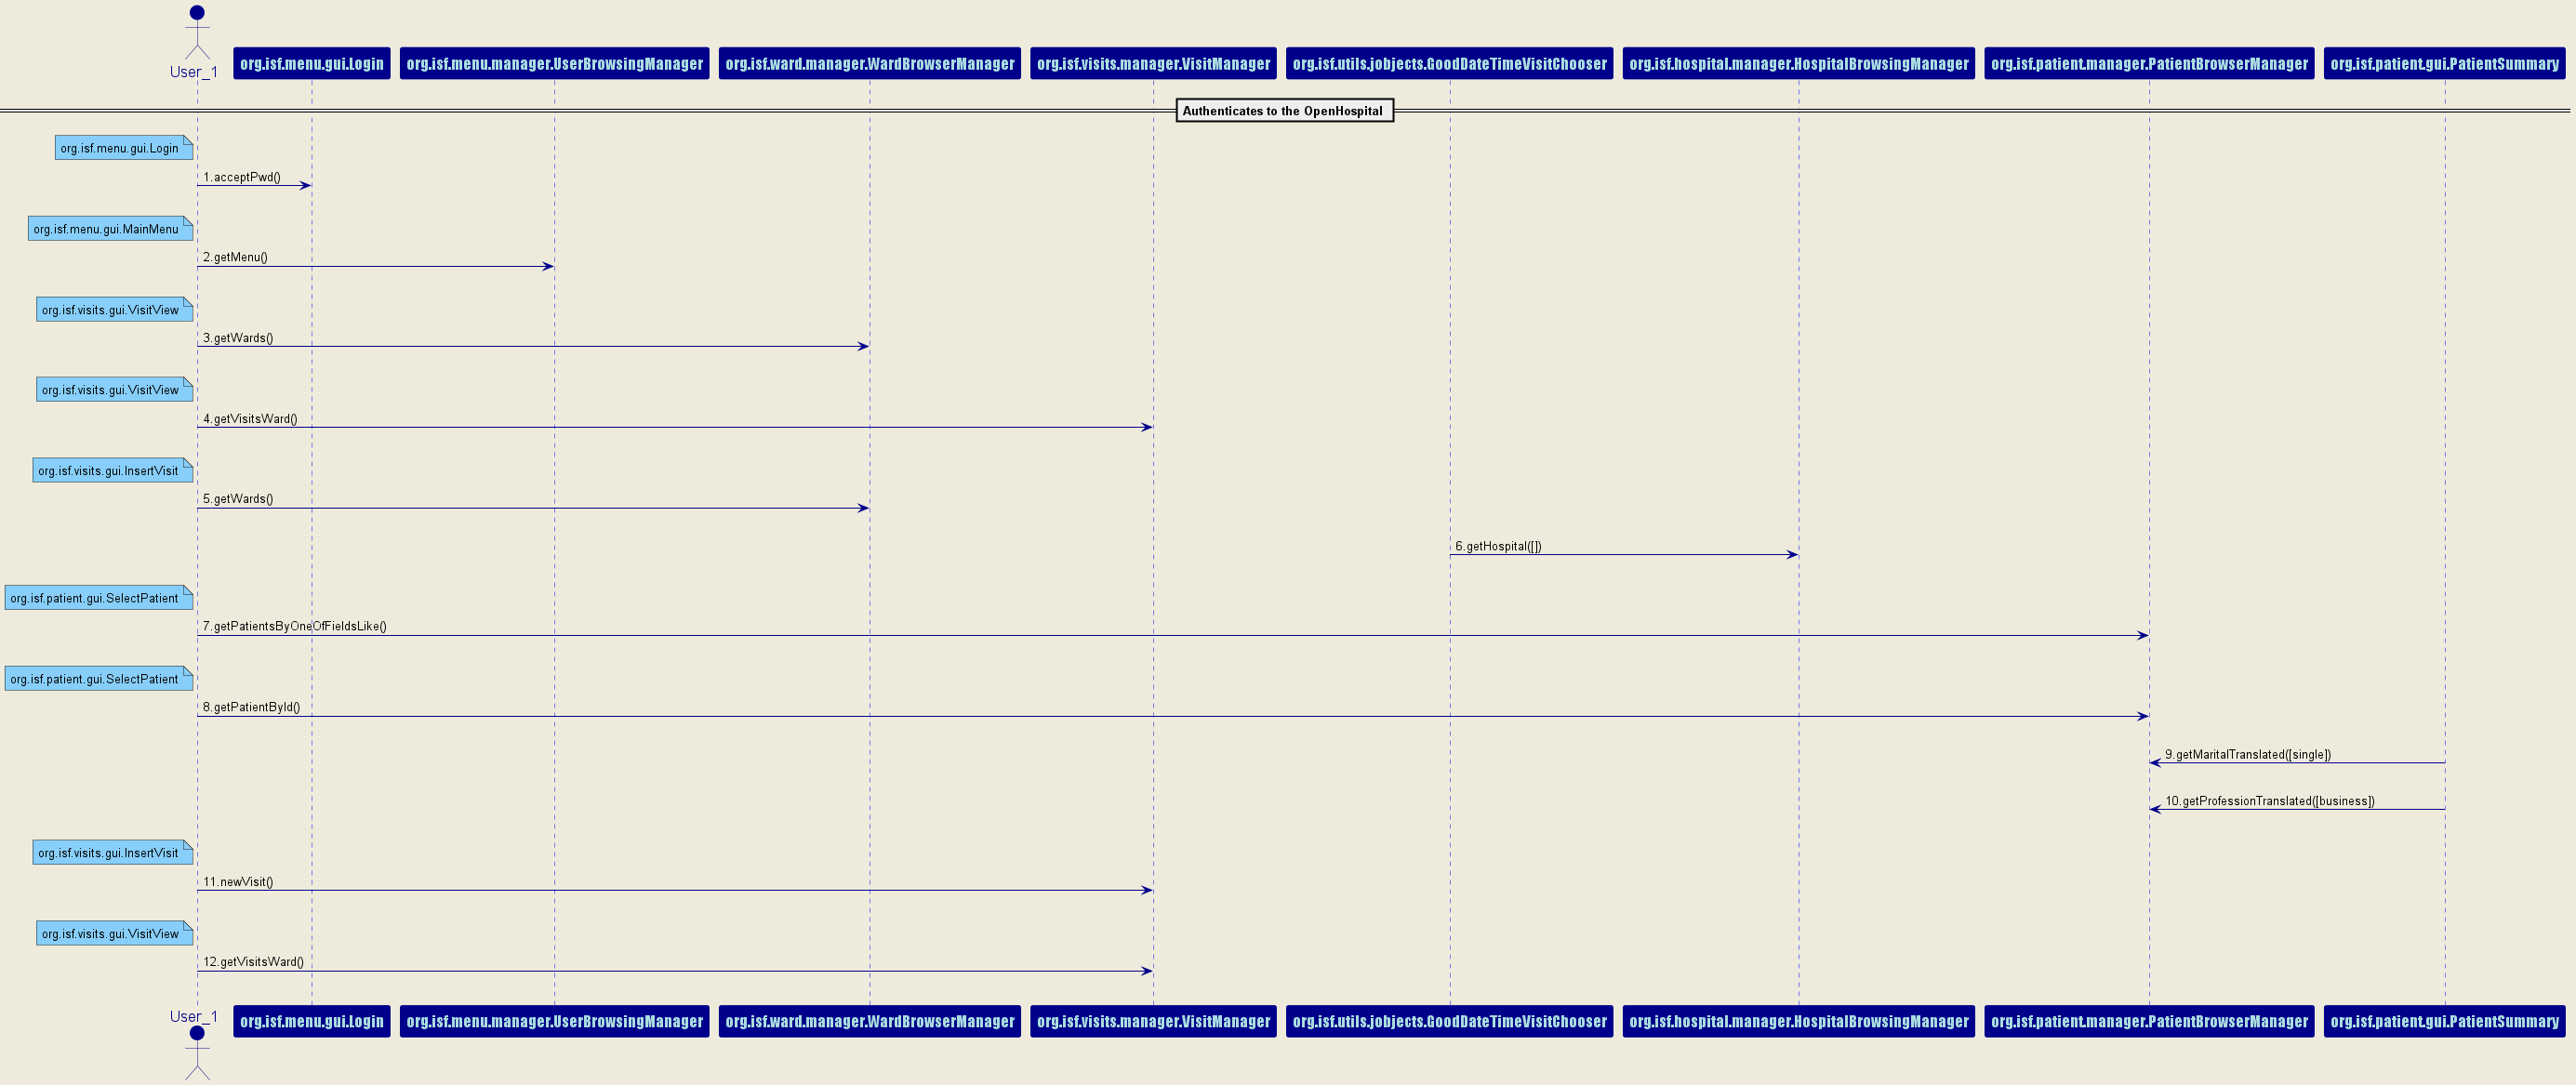 User_1
org.isf.menu.gui.Login
org.isf.menu.manager.UserBrowsingManager
org.isf.ward.manager.WardBrowserManager
org.isf.visits.manager.VisitManager
org.isf.utils.jobjects.GoodDateTimeVisitChooser
org.isf.hospital.manager.HospitalBrowsingManager
org.isf.patient.manager.PatientBrowserManager
org.isf.patient.gui.PatientSummary
Authenticates to the OpenHospital
org.isf.menu.gui.Login
1.acceptPwd()
org.isf.menu.gui.MainMenu
2.getMenu()
org.isf.visits.gui.VisitView
3.getWards()
org.isf.visits.gui.VisitView
4.getVisitsWard()
org.isf.visits.gui.InsertVisit
5.getWards()
6.getHospital([])
org.isf.patient.gui.SelectPatient
7.getPatientsByOneOfFieldsLike()
org.isf.patient.gui.SelectPatient
8.getPatientById()
9.getMaritalTranslated([single])
10.getProfessionTranslated([business])
org.isf.visits.gui.InsertVisit
11.newVisit()
org.isf.visits.gui.VisitView
12.getVisitsWard()
User_1
org.isf.menu.gui.Login
org.isf.menu.manager.UserBrowsingManager
org.isf.ward.manager.WardBrowserManager
org.isf.visits.manager.VisitManager
org.isf.utils.jobjects.GoodDateTimeVisitChooser
org.isf.hospital.manager.HospitalBrowsingManager
org.isf.patient.manager.PatientBrowserManager
org.isf.patient.gui.PatientSummary